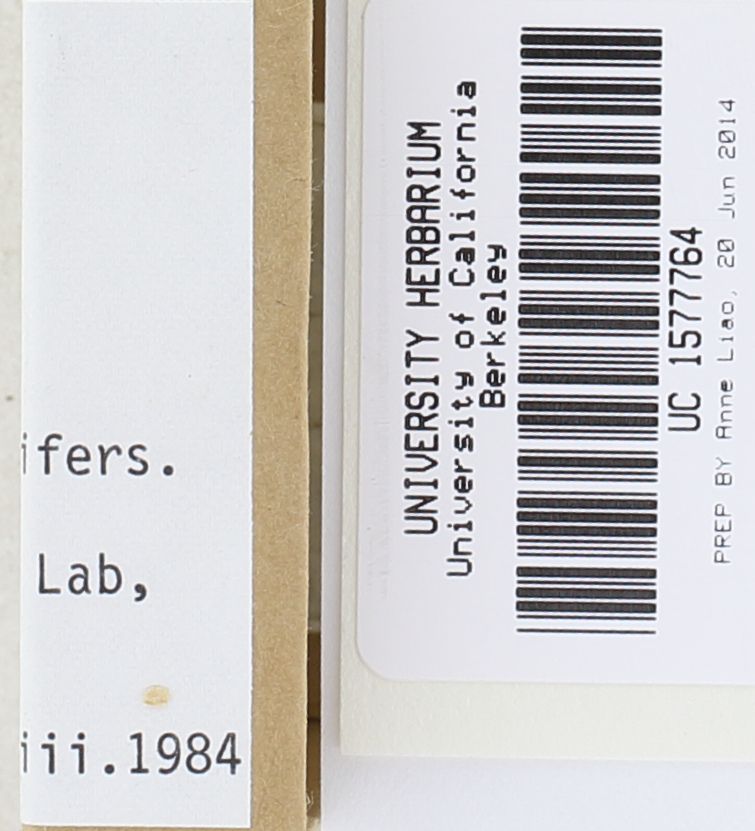 ifers.
Lab,
iii.1984
UNIVERSITY HERBARIUM
University of California
Berkeley
UC 1577764
PREP BY Anne Liao, 20 Jun 2014